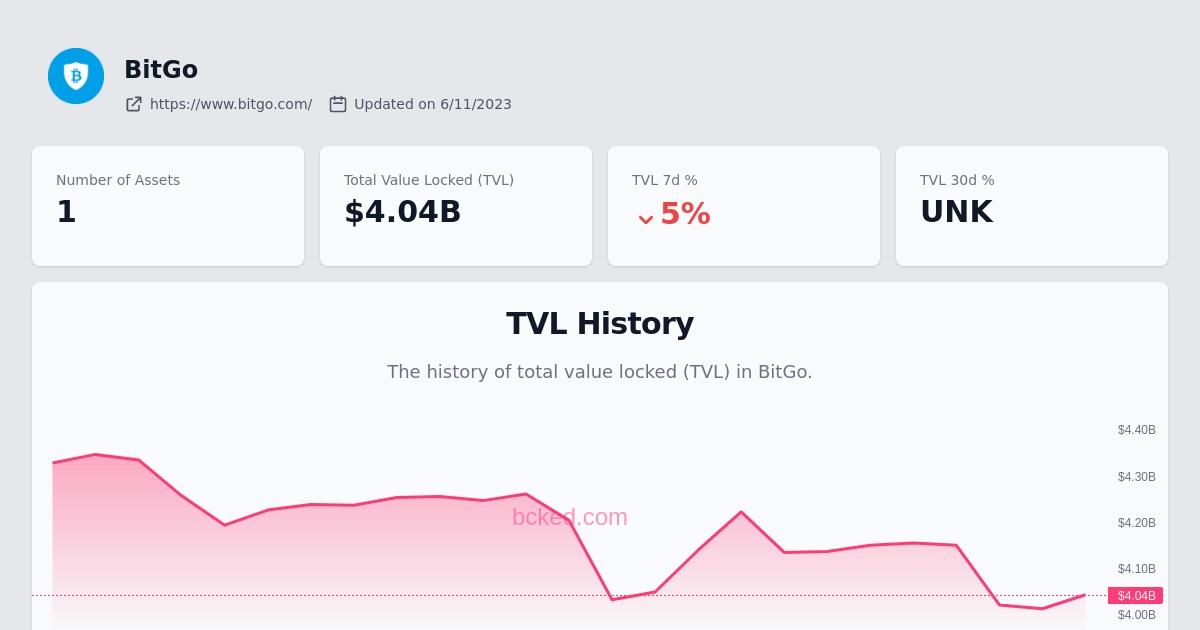 BitGo
https://www.bitgo.com/ Updated on 6/11/2023
Number of Assets
1
Total Value Locked (TVL)
$4.04B
TVL 7d %
5%
TVL 30d %
UNK
TVL History
The history of total value locked (TVL) in BitGo.
$4.40B
$4.30B
$4.20B
bcked.com
$4.10B
$4.04B
$4.00B